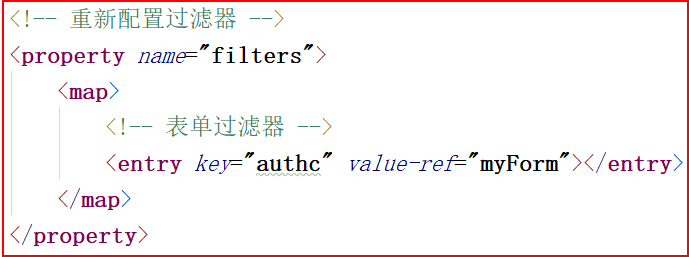 <!-- 重新配置过滤器 -->
<property name="filters">
<map>
<!-- 表单过滤器 -->
<entry key="authc" value-ref="myForm"></entry>
</map>
</property>